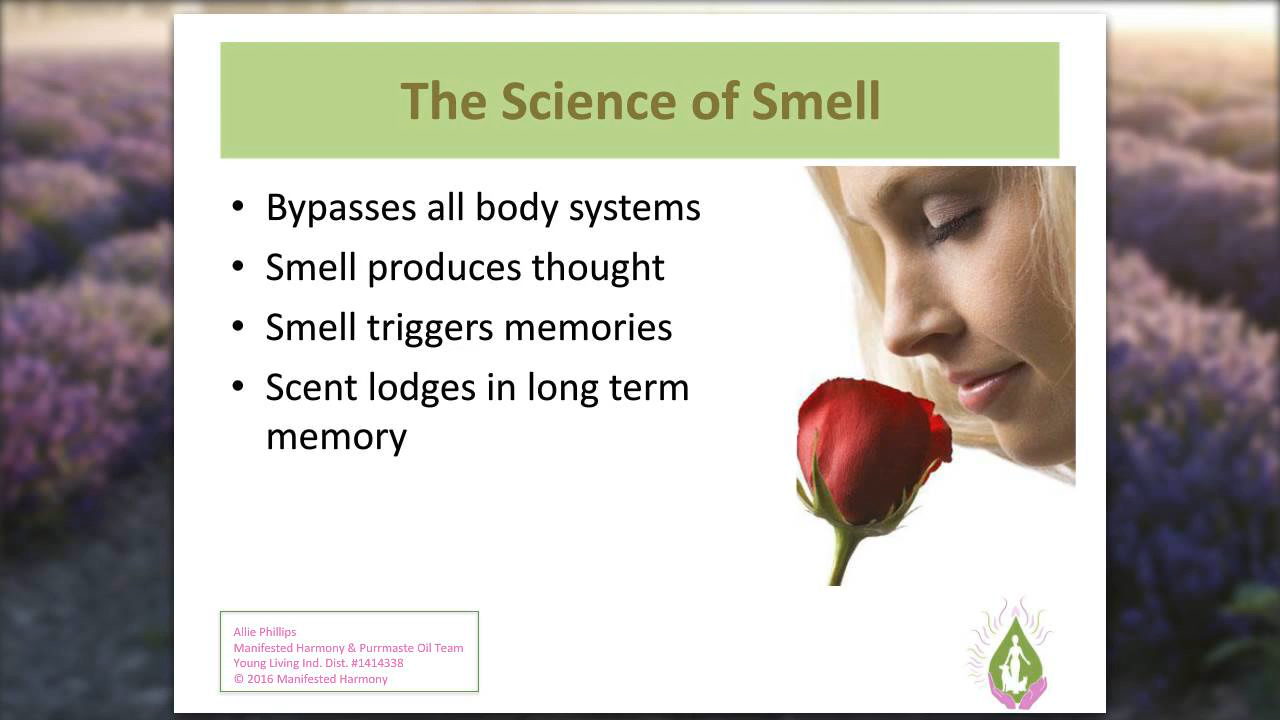 The Science of Smell
• Bypasses all body systems
• Smell produces thought
• Smell triggers memories
• Scent lodges in long term
memory
Allie Phillips
Manifested Harmony & Purrmaste Oil Team
Young Living Ind. Dist. #1414338
© 2016 Manifested Harmony